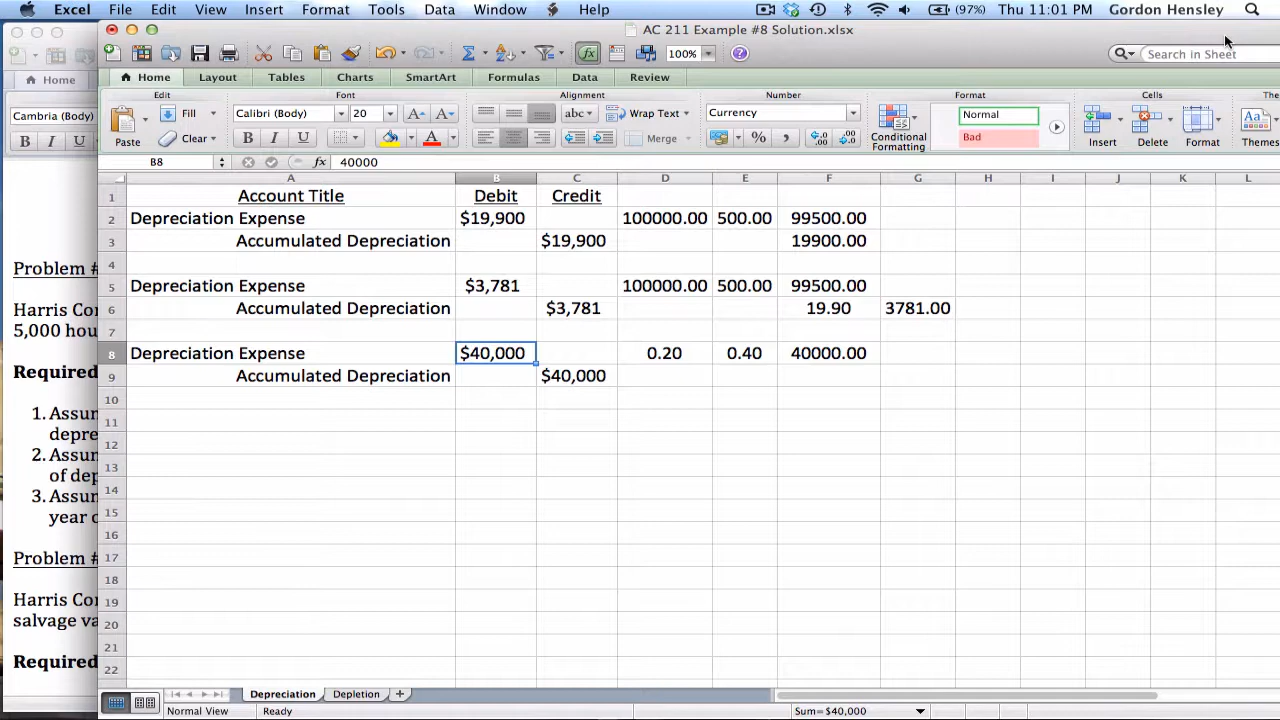 Excel File Edit View Insert Format Tools Data Window Help (97%) Thu 11:01 PM Gordon Hensley
AC 211 Example #8 Solution.xlsx
100% Search in Sheet
Home
Home Layout Tables Charts SmartArt Formulas Data Review
Edit Font Alignment Number Format Cells
Cambria (Body)
Paste Fill Clear
Calibri (Body) 20
B I U
abc Wrap Text Merge
Currency
%
Conditional Formatting
Normal
Bad
Insert Delete Format Themes
B I U
B8 fx 40000
A B C D E F G H I J K L
1 Account Title Debit Credit
2 Depreciation Expense $19,900 100000.00 500.00 99500.00
3 Accumulated Depreciation $19,900 19900.00
4
5 Depreciation Expense $3,781 100000.00 500.00 99500.00
6 Accumulated Depreciation $3,781 19.90 3781.00
7
8 Depreciation Expense $40,000 0.20 0.40 40000.00
9 Accumulated Depreciation $40,000
10
11
12
13
14
15
16
17
18
19
20
21
22
Problem #
Harris Co
5,000 hou
Required
1. Assum
depre
2. Assum
of dep
3. Assum
year o
Problem #
Harris Co
salvage va
Required
Depreciation Depletion
Normal View Ready Sum=$40,000